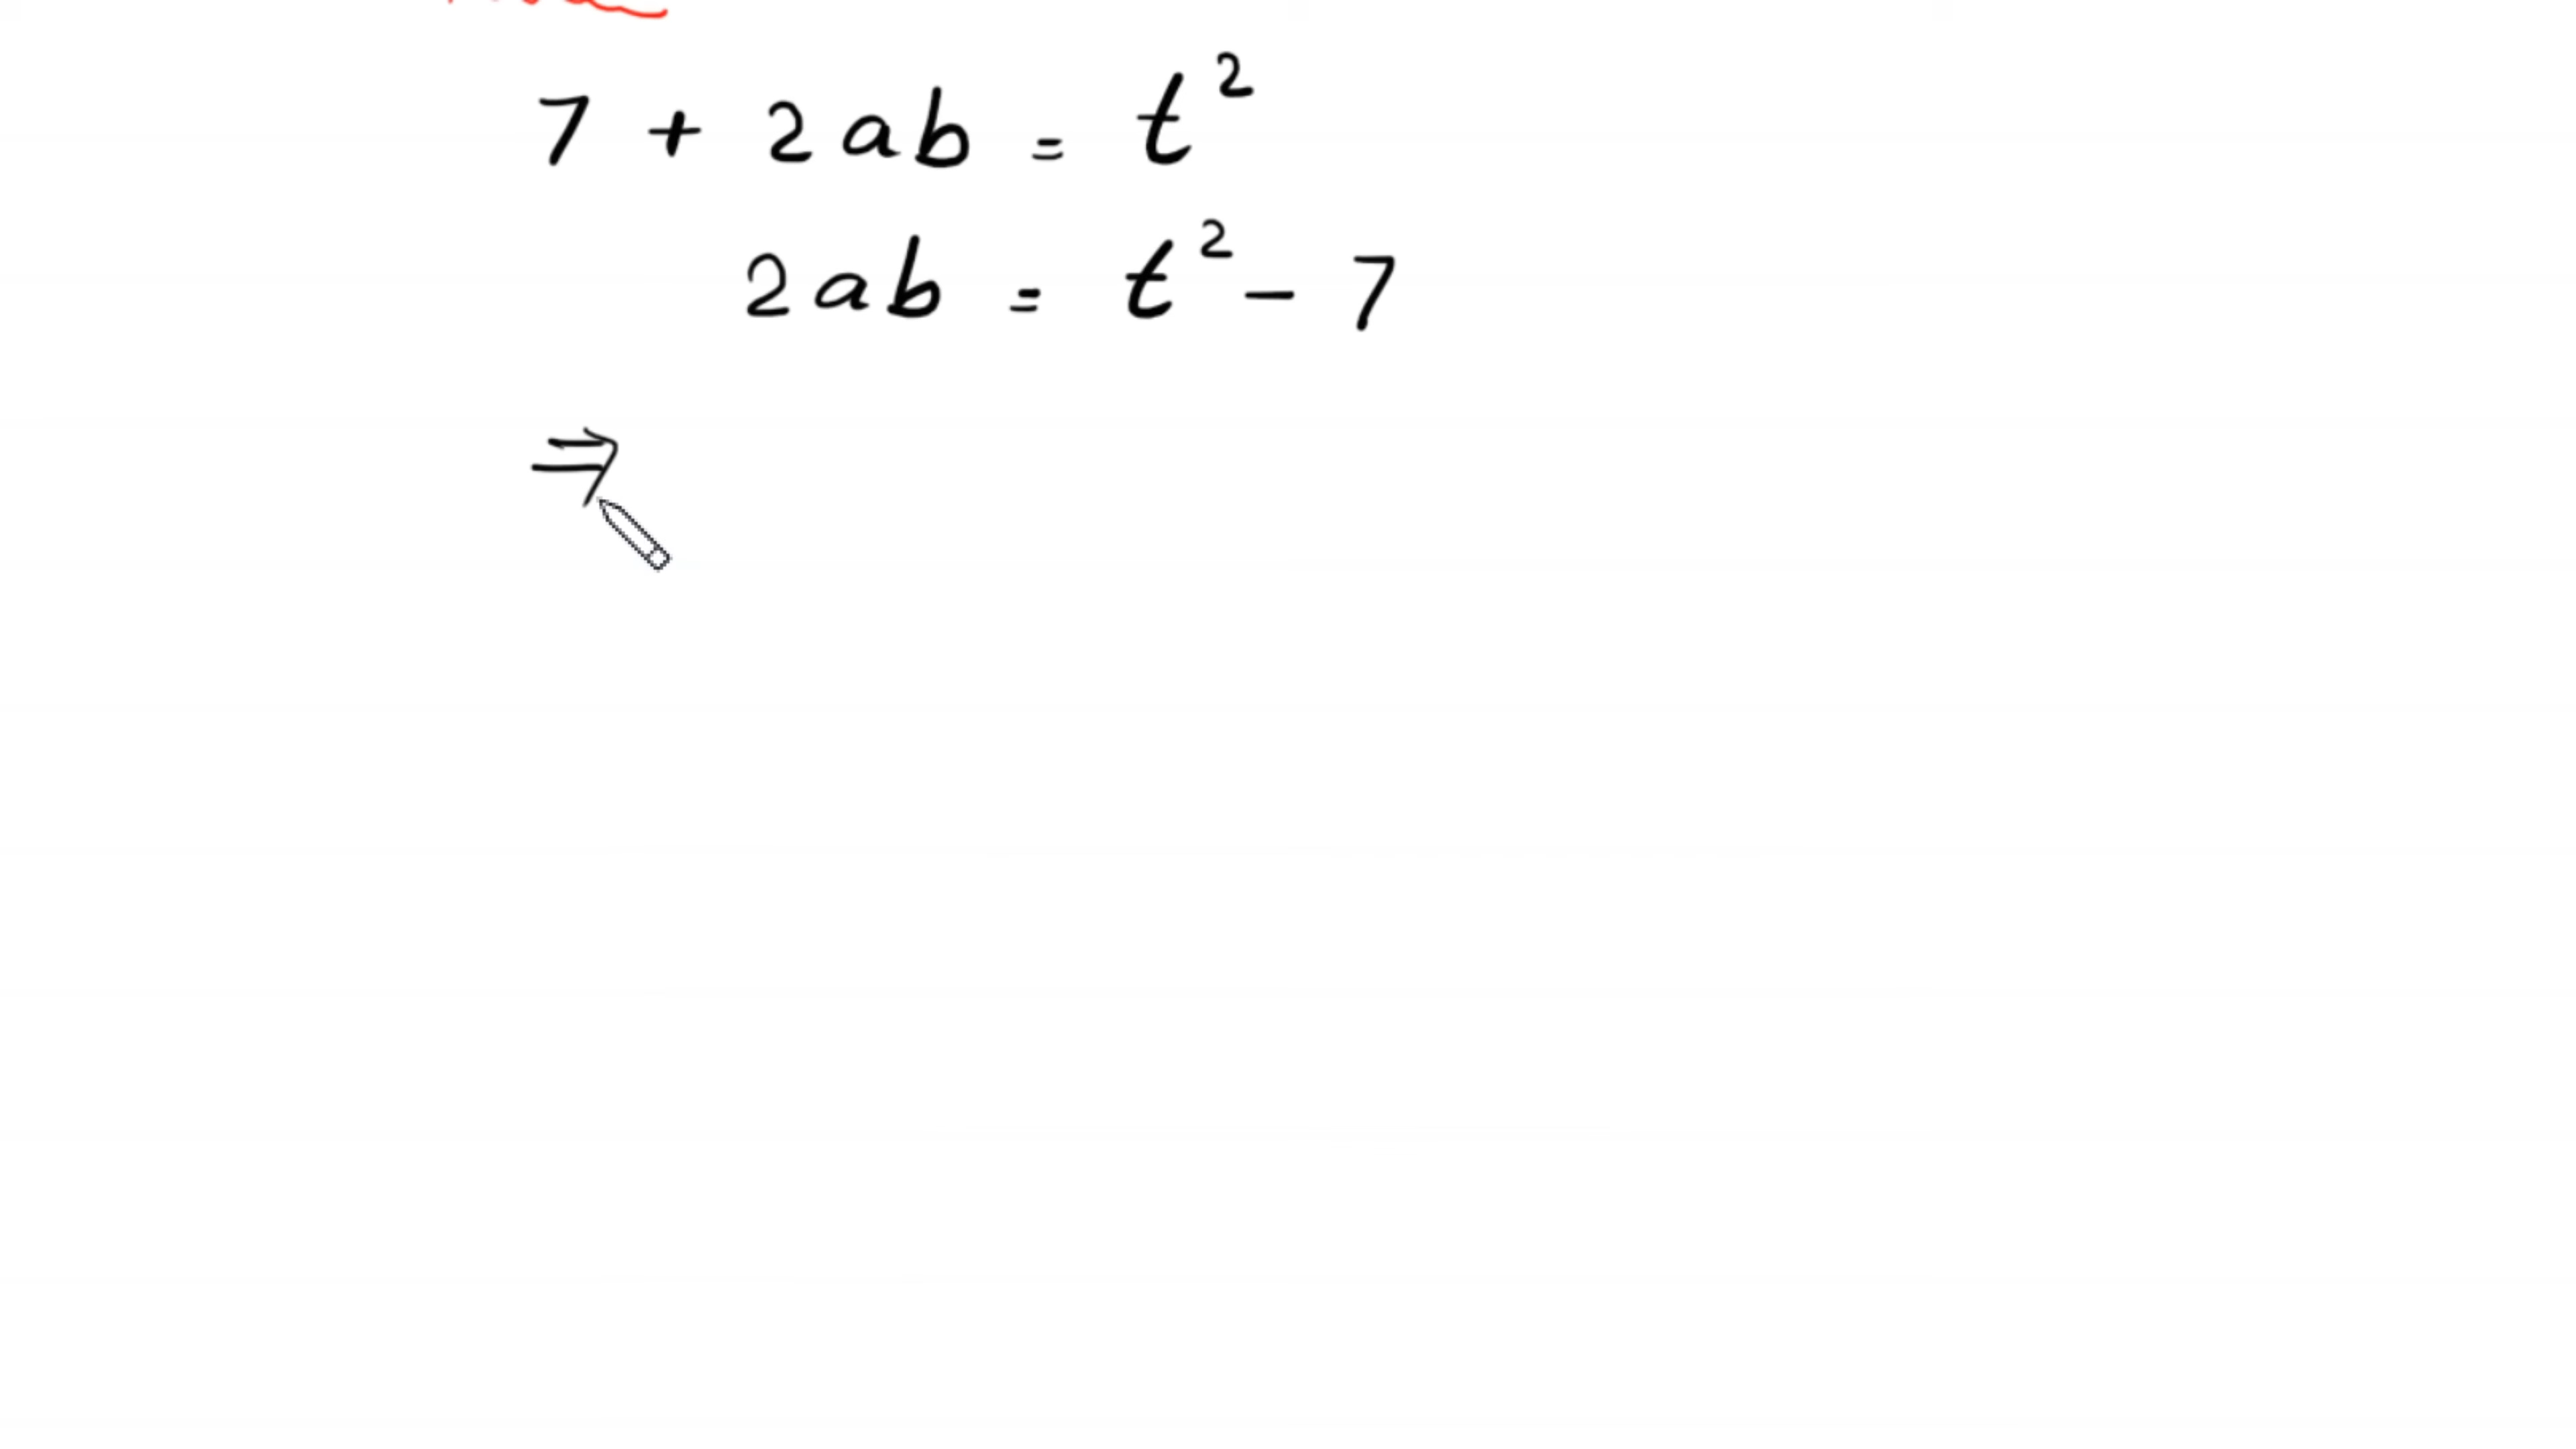 7 + 2ab = t²
2ab = t² - 7
⇒